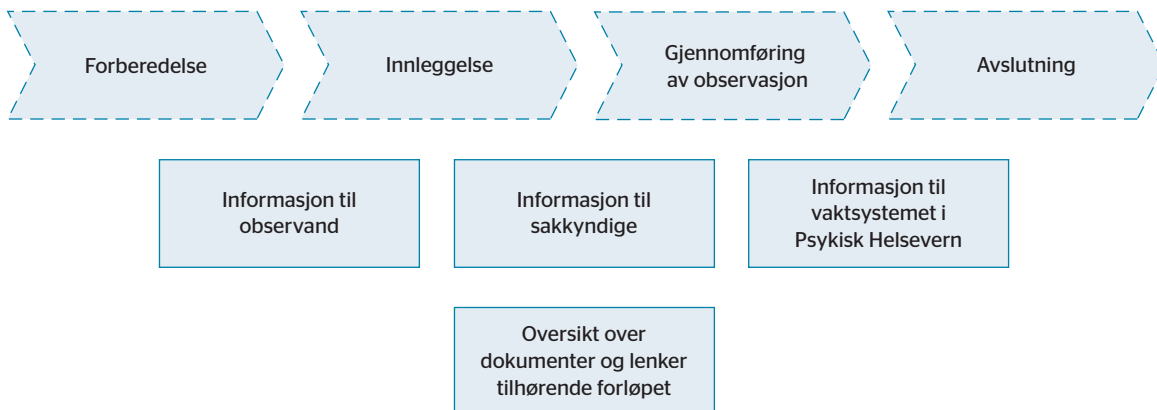 Forberedelse
Innleggelse
Gjennomføring
av observasjon
Avslutning
Informasjon til
observand
Informasjon til
sakkyndige
Informasjon til
vaktsystemet i
Psykisk Helsevern
Oversikt over
dokumenter og lenker
tilhørende forløpet